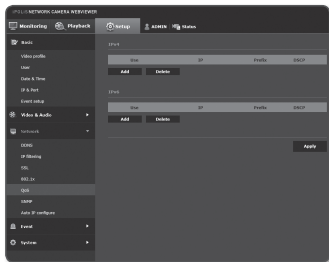 iPOLiS NETWORK CAMERA WEBVIEWER
Monitoring
Playback
Setup
ADMIN
Status
Basic
Video profile
User
Date & Time
IP & Port
Event setup
Video & Audio
Network
DDNS
IP filtering
SSL
802.1x
QoS
SNMP
Auto IP configure
Event
System
IPv4
Use IP Prefix DSCP
Add Delete
IPv6
Use IP Prefix DSCP
Add Delete
Apply